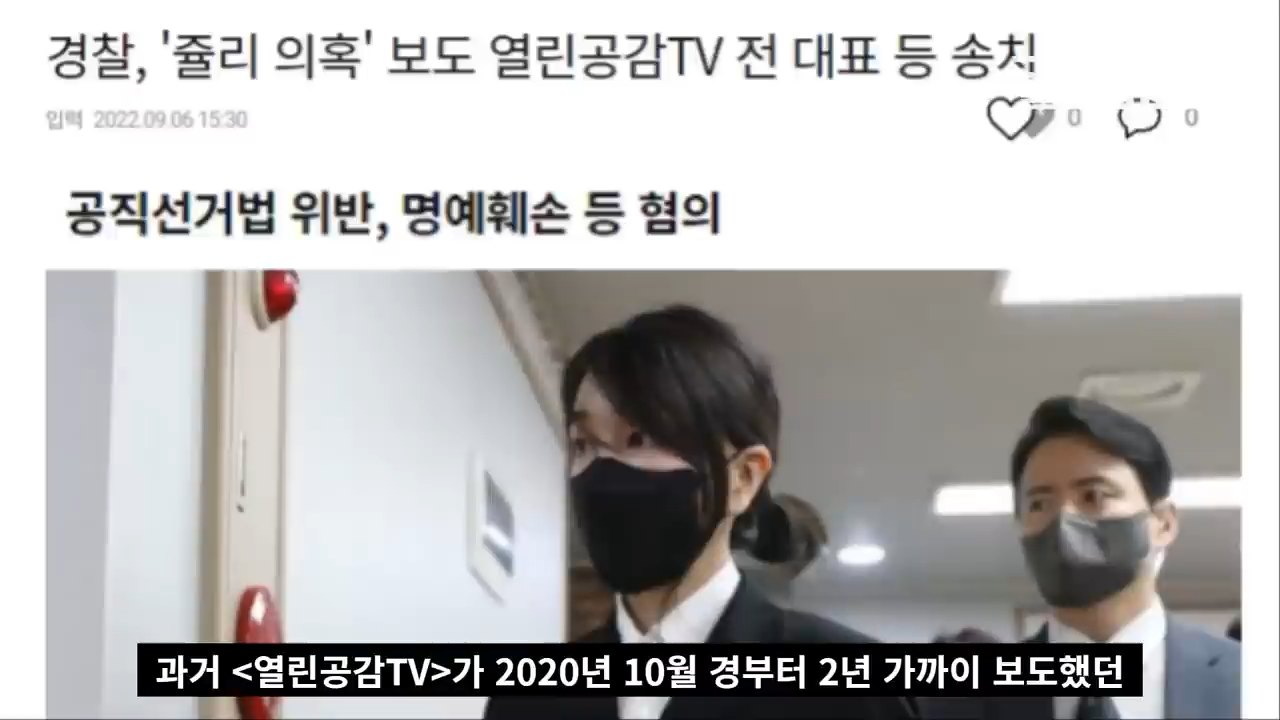 경찰, '쥴리 의혹' 보도 열린공감TV 전 대표 등 송치
입력 2022.09.06 15:30
0
0
공직선거법 위반, 명예훼손 등 혐의
과거 <열린공감TV>가 2020년 10월 경부터 2년 가까이 보도했던